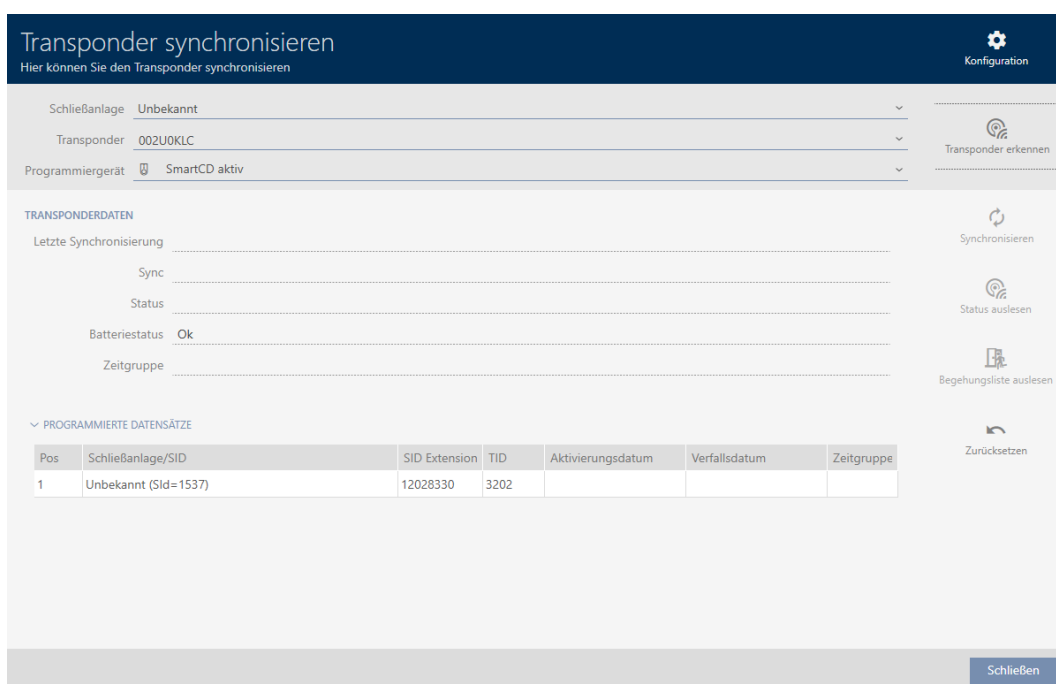 Transponder synchronisieren
Hier können Sie den Transponder synchronisieren
Konfiguration
Schließanlage Unbekannt
Transponder 002U0KLC
Programmiergerät SmartCD aktiv
Transponder erkennen
TRANSPONDERDATEN
Letzte Synchronisierung
Sync
Status
Batteriestatus Ok
Zeitgruppe
Synchronisieren
Status auslesen
Begehungsliste auslesen
Zurücksetzen
PROGRAMMIERTE DATENSÄTZE
Pos Schließanlage/SID SID Extension TID Aktivierungsdatum Verfallsdatum Zeitgruppe
1 Unbekannt (SId=1537) 12028330 3202
Schließen